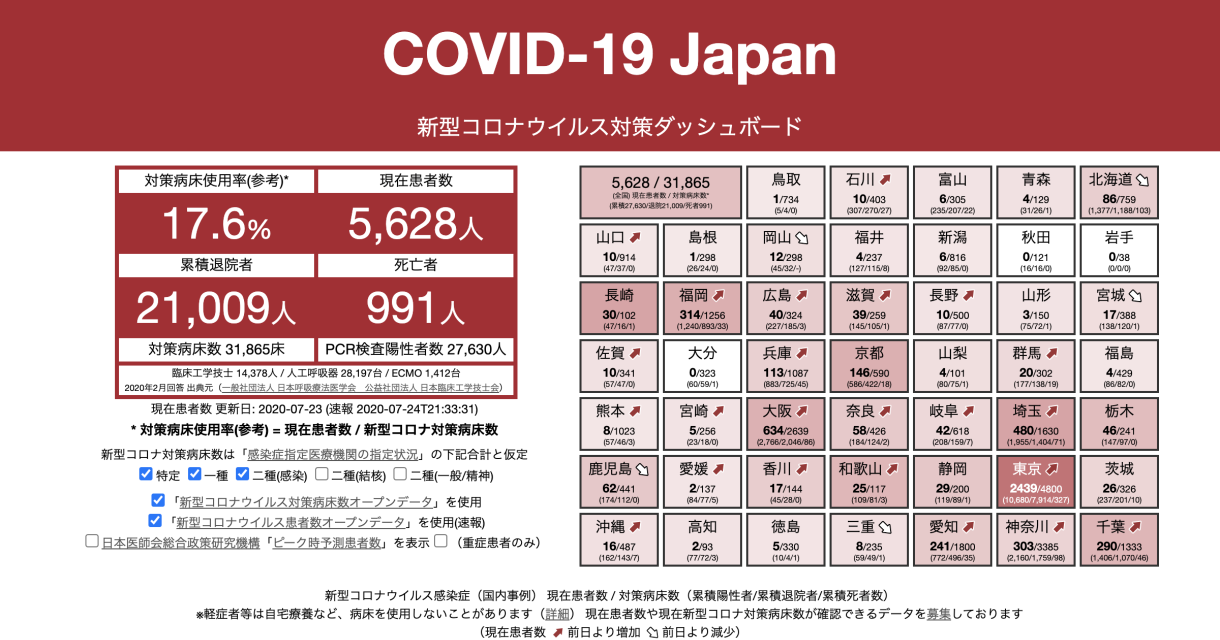 COVID-19 Japan
新型コロナウイルス対策ダッシュボード
対策病床使用率(参考)*
現在患者数
17.6%
5,628人
累積退院者
死亡者
21,009人
991人
対策病床数 31,865床
PCR検査陽性者数 27,630人
臨床工学技士 14,378人 / 人工呼吸器 28,197台 / ECMO 1,412台
2020年2月回答 出典元（一般社団法人 日本呼吸療法医学会　公益社団法人 日本臨床工学技士会）
現在患者数 更新日: 2020-07-23 (速報 2020-07-24T21:33:31)
* 対策病床使用率(参考) = 現在患者数 / 新型コロナ対策病床数
新型コロナ対策病床数は「感染症指定医療機関の指定状況」の下記合計と仮定
特定 一種 二種(感染) 二種(結核) 二種(一般/精神)
「新型コロナウイルス対策病床数オープンデータ」を使用
「新型コロナウイルス患者数オープンデータ」を使用(速報)
日本医師会総合政策研究機構「ピーク時予測患者数」を表示 （重症患者のみ）
5,628 / 31,865
(全国) 現在患者数 / 対策病床数*
(累積27,630/退院21,009/死者991)
鳥取
1/734
(5/4/0)
石川
10/403
(307/270/27)
富山
6/305
(235/207/22)
青森
4/129
(31/26/1)
北海道
86/759
(1,377/1,188/103)
山口
10/914
(47/37/0)
島根
1/298
(26/24/0)
岡山
12/298
(45/32/-)
福井
4/237
(127/115/8)
新潟
6/816
(92/85/0)
秋田
0/121
(16/16/0)
岩手
0/38
(0/0/0)
長崎
30/102
(47/16/1)
福岡
314/1256
(1,240/893/33)
広島
40/324
(227/185/3)
滋賀
39/259
(145/105/1)
長野
10/500
(87/77/0)
山形
3/150
(75/72/1)
宮城
17/388
(138/120/1)
佐賀
10/341
(57/47/0)
大分
0/323
(60/59/1)
兵庫
113/1087
(883/725/45)
京都
146/590
(586/422/18)
山梨
4/101
(80/75/1)
群馬
20/302
(177/138/19)
福島
4/429
(86/82/0)
熊本
8/1023
(57/46/3)
宮崎
5/256
(23/18/0)
大阪
634/2639
(2,766/2,046/86)
奈良
58/426
(184/124/2)
岐阜
42/618
(208/159/7)
埼玉
480/1630
(1,955/1,404/71)
栃木
46/241
(147/97/0)
鹿児島
62/441
(174/112/0)
愛媛
2/137
(84/77/5)
香川
17/144
(45/28/0)
和歌山
25/117
(109/81/3)
静岡
29/200
(119/89/1)
東京
2439/4800
(10,680/7,914/327)
茨城
26/326
(237/201/10)
沖縄
16/487
(162/143/7)
高知
2/93
(77/72/3)
徳島
5/330
(10/4/1)
三重
8/235
(59/49/1)
愛知
241/1800
(772/496/35)
神奈川
303/3385
(2,160/1,759/98)
千葉
290/1333
(1,406/1,070/46)
新型コロナウイルス感染症（国内事例） 現在患者数 / 対策病床数（累積陽性者/累積退院者/累積死者数）
※軽症者等は自宅療養など、病床を使用しないことがあります（詳細） 現在患者数や現在新型コロナ対策病床数が確認できるデータを募集しております
（現在患者数 前日より増加 前日より減少）